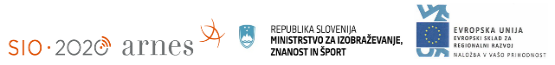 SIO·2020 arnes
REPUBLIKA SLOVENIJA
MINISTRSTVO ZA IZOBRAŽEVANJE,
ZNANOST IN ŠPORT
EVROPSKA UNIJA
EVROPSKI SKLAD ZA
REGIONALNI RAZVOJ
NALOŽBA V VAŠO PRIHODNOST